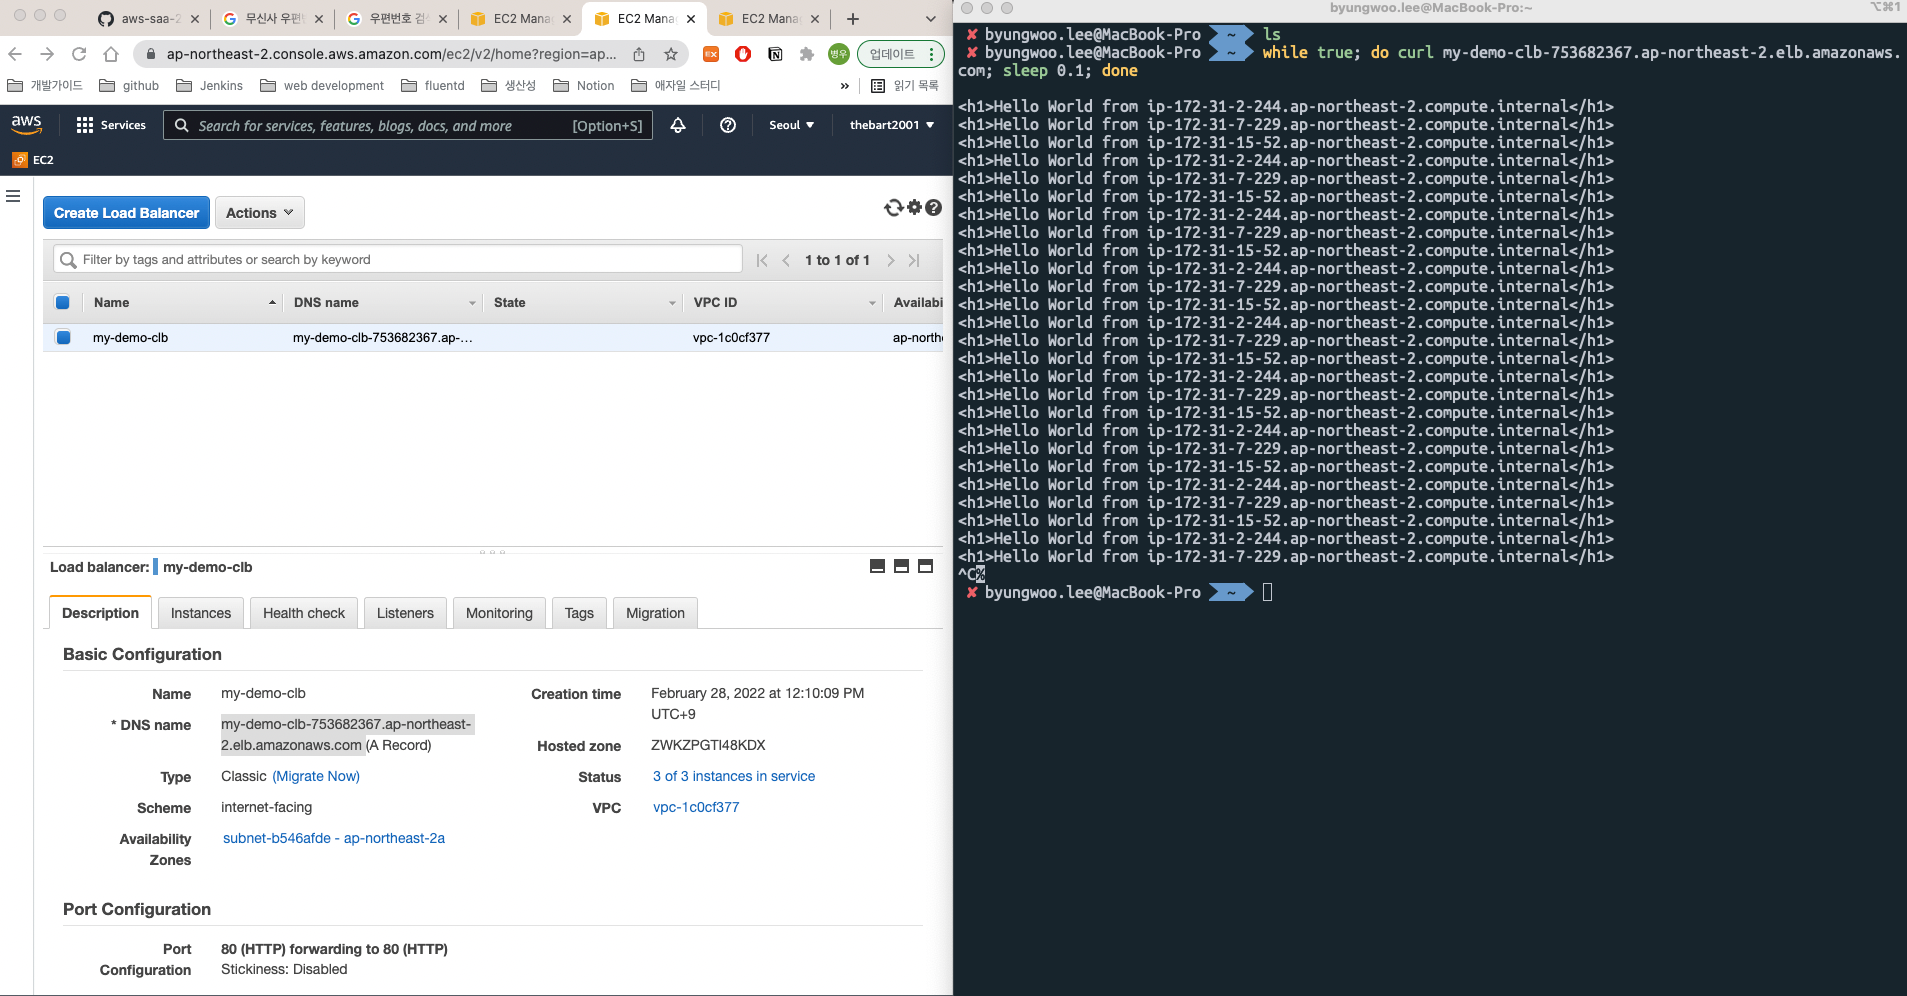 aws-saa-2
무신사 우편번
우편번호 검색
EC2 Mana
EC2 Mana
EC2 Mana
ap-northeast-2.console.aws.amazon.com/ec2/v2/home?region=ap...
EX
병우
업데이트
개발가이드
github
Jenkins
web development
fluentd
생산성
Notion
애자일 스터디
»
읽기 목록
aws
Services
Search for services, features, blogs, docs, and more
[Option+S]
Seoul
thebart2001
EC2
Create Load Balancer
Actions
Filter by tags and attributes or search by keyword
1 to 1 of 1
Name
DNS name
State
VPC ID
Availabi
my-demo-clb
my-demo-clb-753682367.ap-...
vpc-1c0cf377
ap-northe
Load balancer: my-demo-clb
Description
Instances
Health check
Listeners
Monitoring
Tags
Migration
Basic Configuration
Name
my-demo-clb
* DNS name
my-demo-clb-753682367.ap-northeast-
2.elb.amazonaws.com (A Record)
Type
Classic (Migrate Now)
Scheme
internet-facing
Availability
Zones
subnet-b546afde - ap-northeast-2a
Creation time
February 28, 2022 at 12:10:09 PM
UTC+9
Hosted zone
ZWKZPGTI48KDX
Status
3 of 3 instances in service
VPC
vpc-1c0cf377
Port Configuration
Port
Configuration
80 (HTTP) forwarding to 80 (HTTP)
Stickiness: Disabled
byungwoo.lee@MacBook-Pro:~
⌥⌘1
✘ byungwoo.lee@MacBook-Pro ~ ls
✘ byungwoo.lee@MacBook-Pro ~ while true; do curl my-demo-clb-753682367.ap-northeast-2.elb.amazonaws.
com; sleep 0.1; done
<h1>Hello World from ip-172-31-2-244.ap-northeast-2.compute.internal</h1>
<h1>Hello World from ip-172-31-7-229.ap-northeast-2.compute.internal</h1>
<h1>Hello World from ip-172-31-15-52.ap-northeast-2.compute.internal</h1>
<h1>Hello World from ip-172-31-2-244.ap-northeast-2.compute.internal</h1>
<h1>Hello World from ip-172-31-7-229.ap-northeast-2.compute.internal</h1>
<h1>Hello World from ip-172-31-15-52.ap-northeast-2.compute.internal</h1>
<h1>Hello World from ip-172-31-2-244.ap-northeast-2.compute.internal</h1>
<h1>Hello World from ip-172-31-7-229.ap-northeast-2.compute.internal</h1>
<h1>Hello World from ip-172-31-15-52.ap-northeast-2.compute.internal</h1>
<h1>Hello World from ip-172-31-2-244.ap-northeast-2.compute.internal</h1>
<h1>Hello World from ip-172-31-7-229.ap-northeast-2.compute.internal</h1>
<h1>Hello World from ip-172-31-15-52.ap-northeast-2.compute.internal</h1>
<h1>Hello World from ip-172-31-2-244.ap-northeast-2.compute.internal</h1>
<h1>Hello World from ip-172-31-7-229.ap-northeast-2.compute.internal</h1>
<h1>Hello World from ip-172-31-15-52.ap-northeast-2.compute.internal</h1>
<h1>Hello World from ip-172-31-2-244.ap-northeast-2.compute.internal</h1>
<h1>Hello World from ip-172-31-7-229.ap-northeast-2.compute.internal</h1>
<h1>Hello World from ip-172-31-15-52.ap-northeast-2.compute.internal</h1>
<h1>Hello World from ip-172-31-2-244.ap-northeast-2.compute.internal</h1>
<h1>Hello World from ip-172-31-7-229.ap-northeast-2.compute.internal</h1>
<h1>Hello World from ip-172-31-15-52.ap-northeast-2.compute.internal</h1>
<h1>Hello World from ip-172-31-2-244.ap-northeast-2.compute.internal</h1>
<h1>Hello World from ip-172-31-7-229.ap-northeast-2.compute.internal</h1>
<h1>Hello World from ip-172-31-15-52.ap-northeast-2.compute.internal</h1>
<h1>Hello World from ip-172-31-2-244.ap-northeast-2.compute.internal</h1>
<h1>Hello World from ip-172-31-7-229.ap-northeast-2.compute.internal</h1>
^C%
✘ byungwoo.lee@MacBook-Pro ~